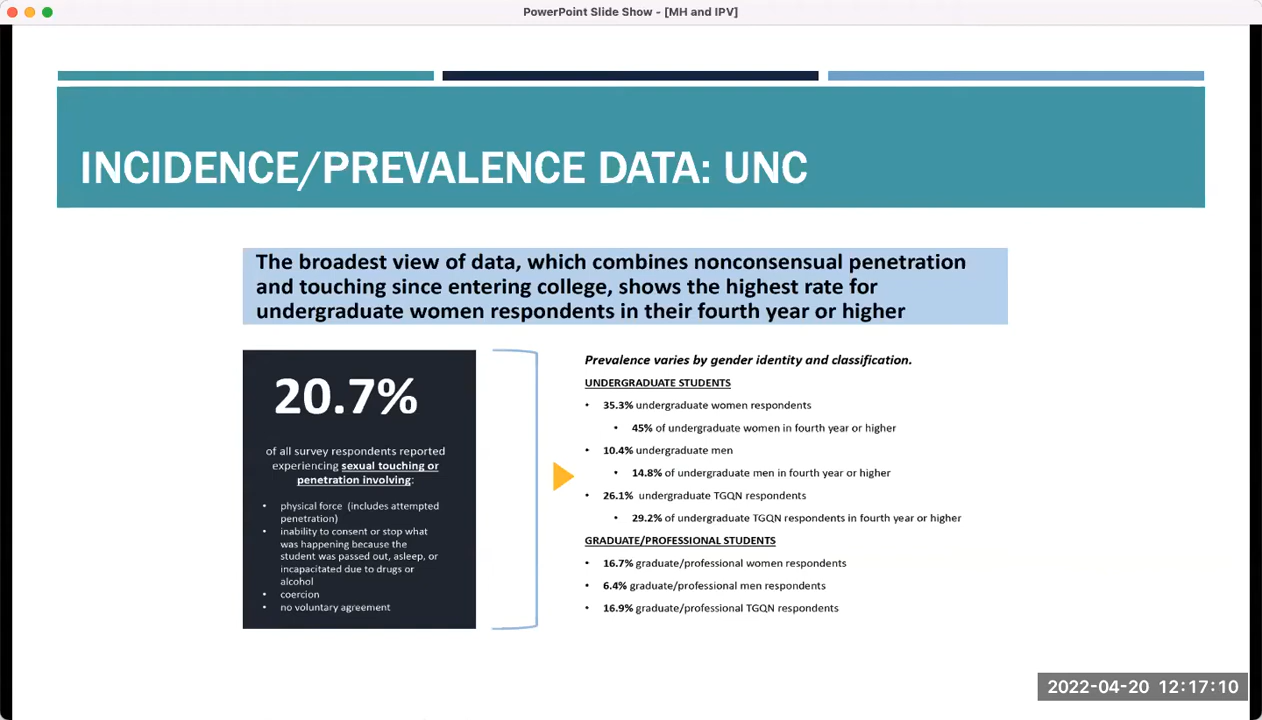 PowerPoint Slide Show - [MH and IPV]
INCIDENCE/PREVALENCE DATA: UNC
The broadest view of data, which combines nonconsensual penetration
and touching since entering college, shows the highest rate for
undergraduate women respondents in their fourth year or higher
20.7%
of all survey respondents reported
experiencing sexual touching or
penetration involving:
• physical force (includes attempted
penetration)
• inability to consent or stop what
was happening because the
student was passed out, asleep, or
incapacitated due to drugs or
alcohol
• coercion
• no voluntary agreement
Prevalence varies by gender identity and classification.
UNDERGRADUATE STUDENTS
• 35.3% undergraduate women respondents
• 45% of undergraduate women in fourth year or higher
• 10.4% undergraduate men
• 14.8% of undergraduate men in fourth year or higher
• 26.1% undergraduate TGQN respondents
• 29.2% of undergraduate TGQN respondents in fourth year or higher
GRADUATE/PROFESSIONAL STUDENTS
• 16.7% graduate/professional women respondents
• 6.4% graduate/professional men respondents
• 16.9% graduate/professional TGQN respondents
2022-04-20 12:17:10